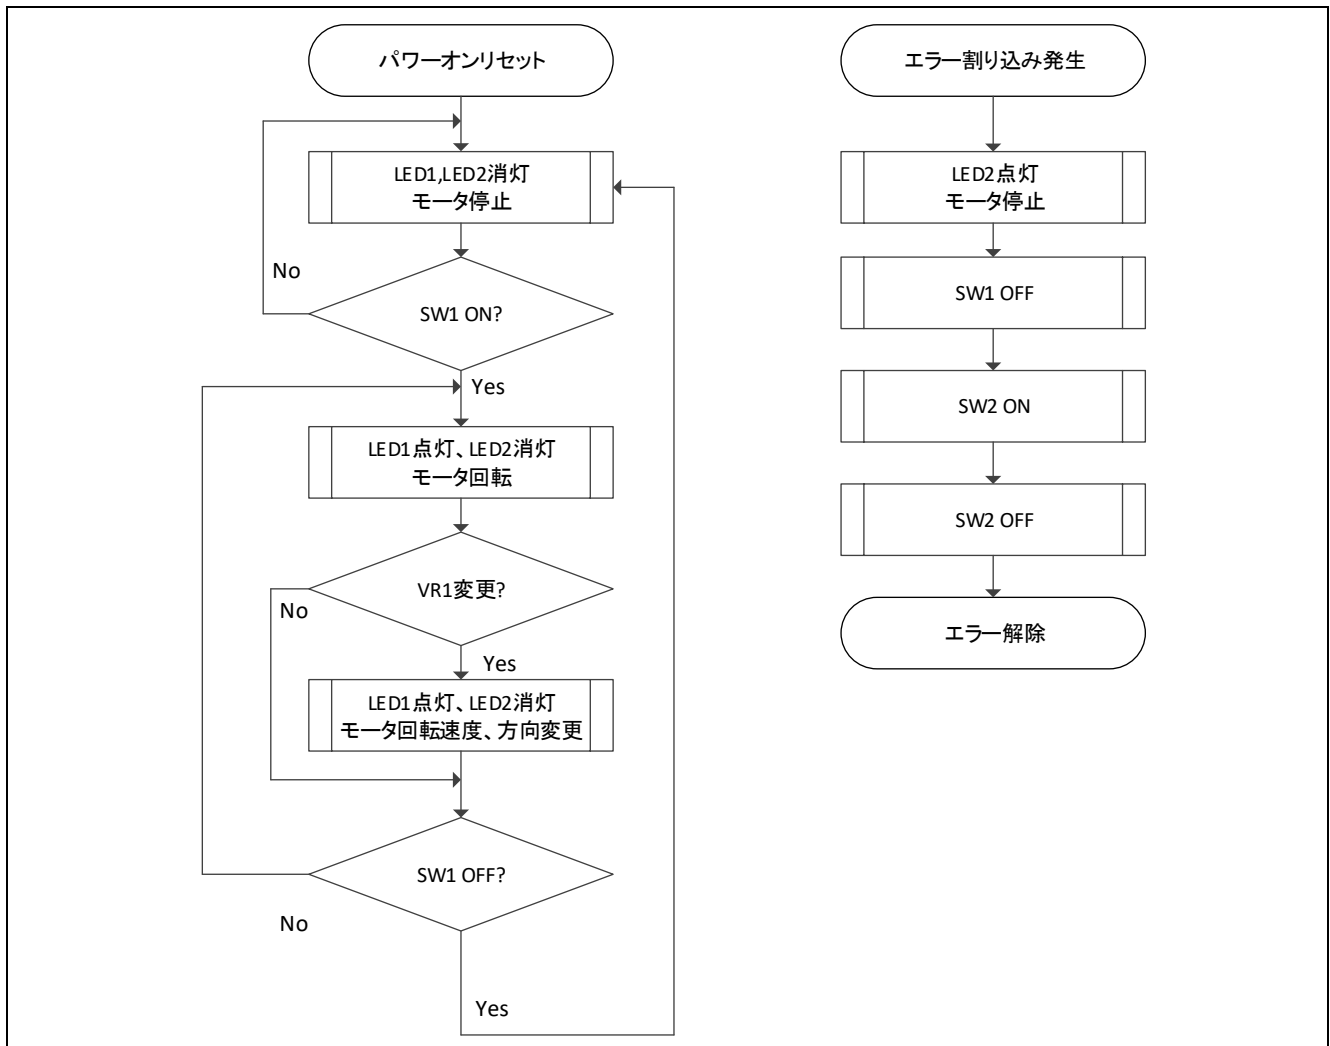 パワーオンリセット
LED1,LED2消灯
モータ停止
No
SW1 ON?
Yes
LED1点灯、LED2消灯
モータ回転
VR1変更?
No
Yes
LED1点灯、LED2消灯
モータ回転速度、方向変更
SW1 OFF?
No
Yes
エラー割り込み発生
LED2点灯
モータ停止
SW1 OFF
SW2 ON
SW2 OFF
エラー解除